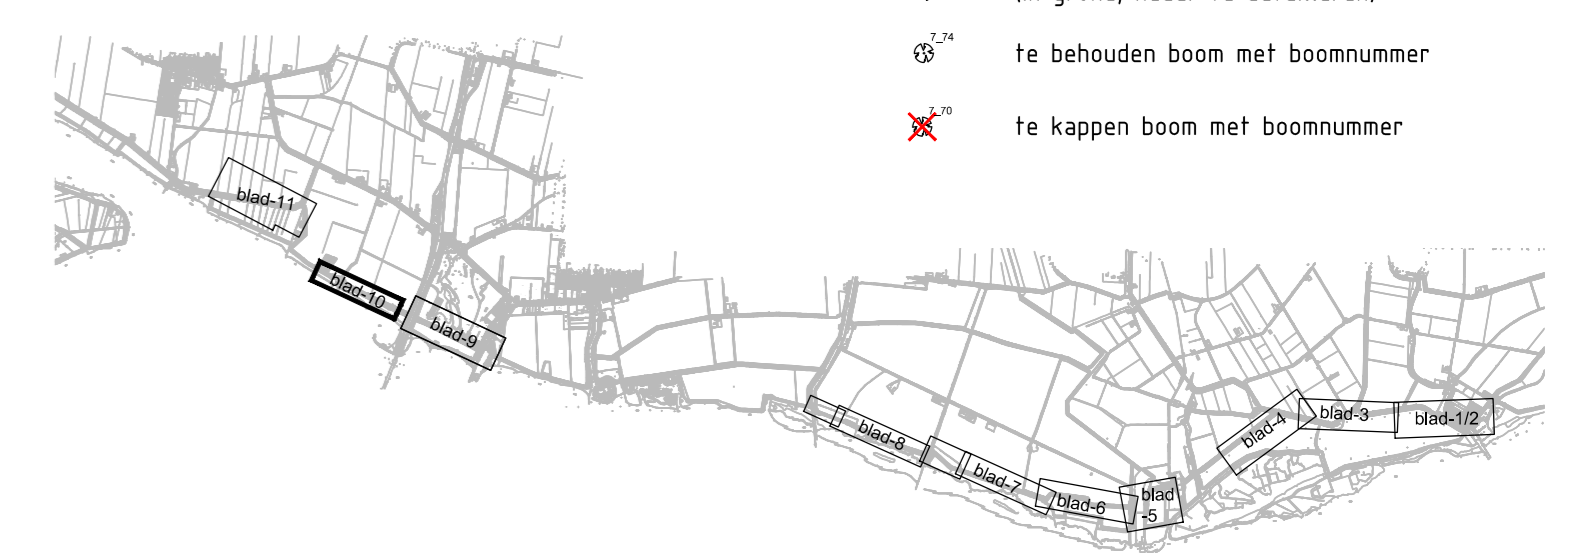 7_74
te behouden boom met boomnummer
7_70
te kappen boom met boomnummer
blad-11
blad-10
blad-9
blad-8
blad-7
blad-6
blad
-5
blad-4
blad-3
blad-1/2